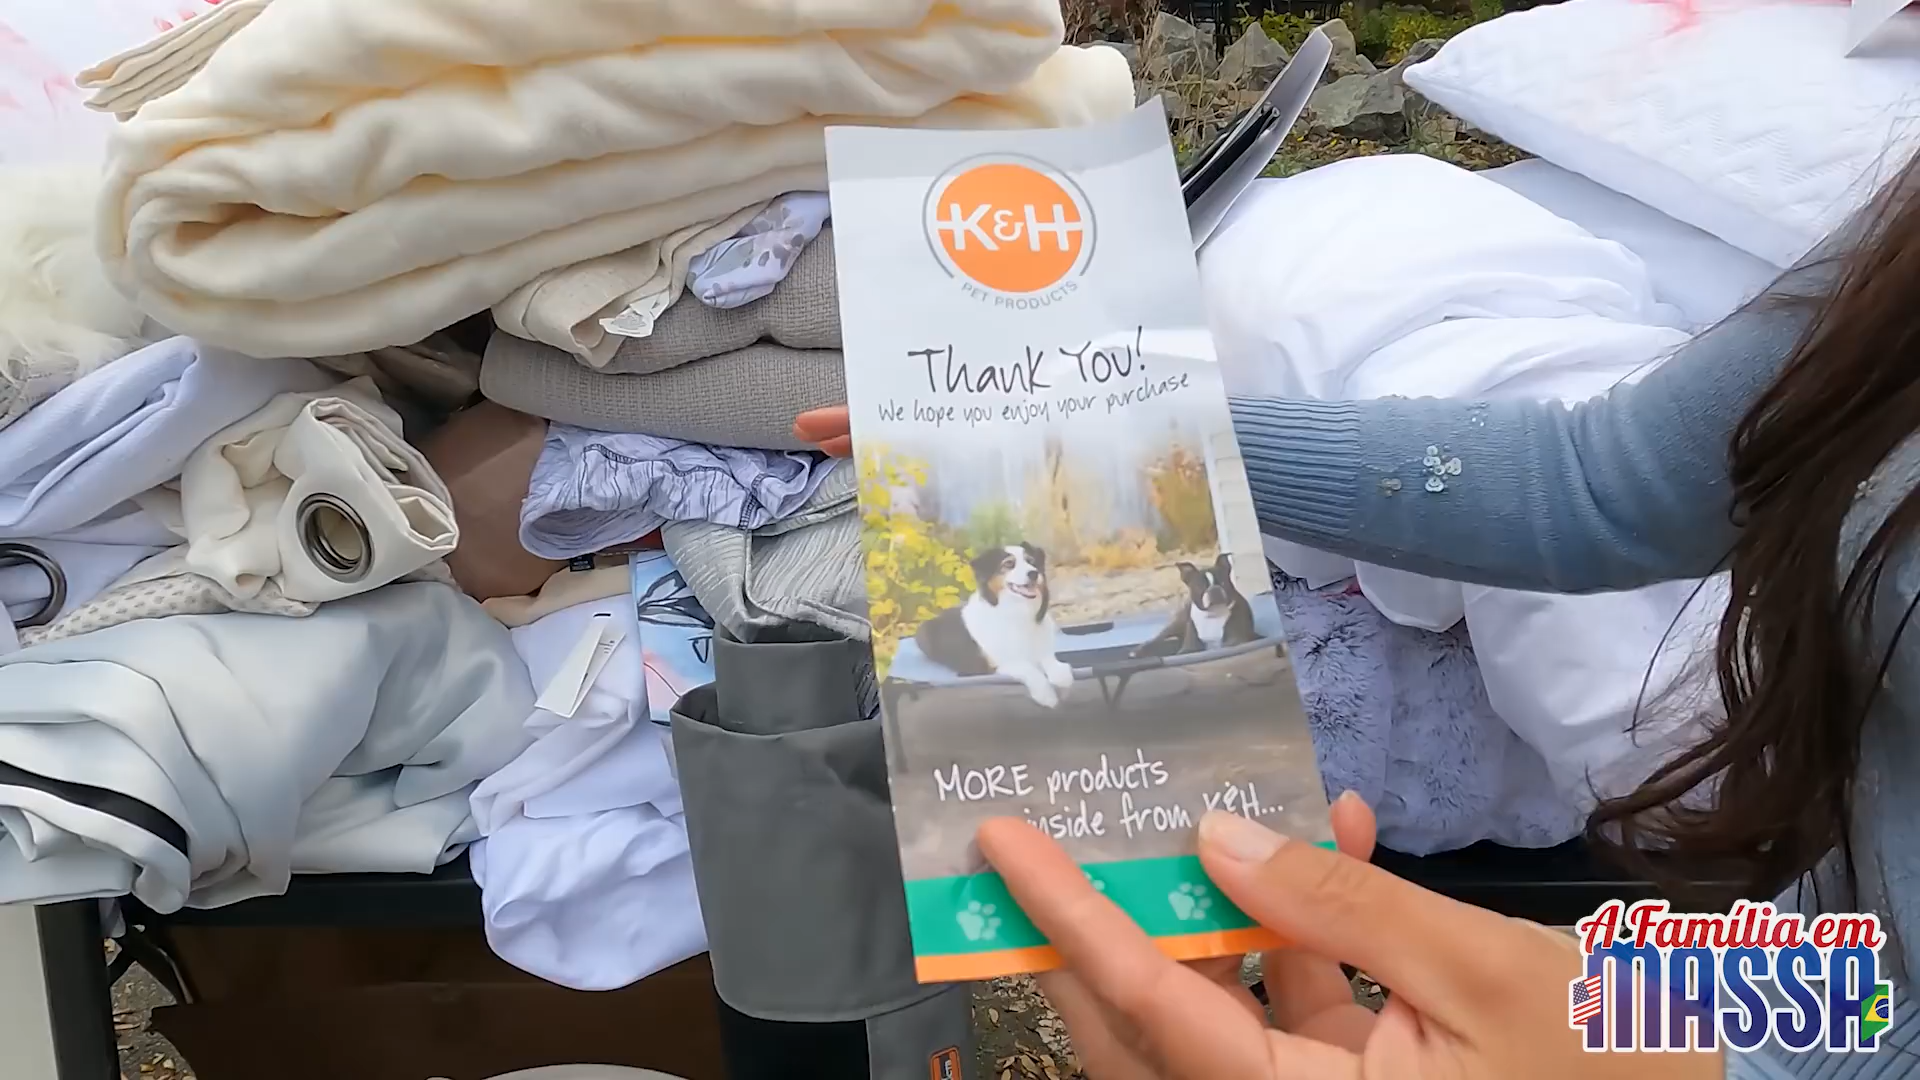 K&H
PET PRODUCTS
Thank You!
We hope you enjoy your purchase
MORE products
inside from K&H...
A Família em
MASSA